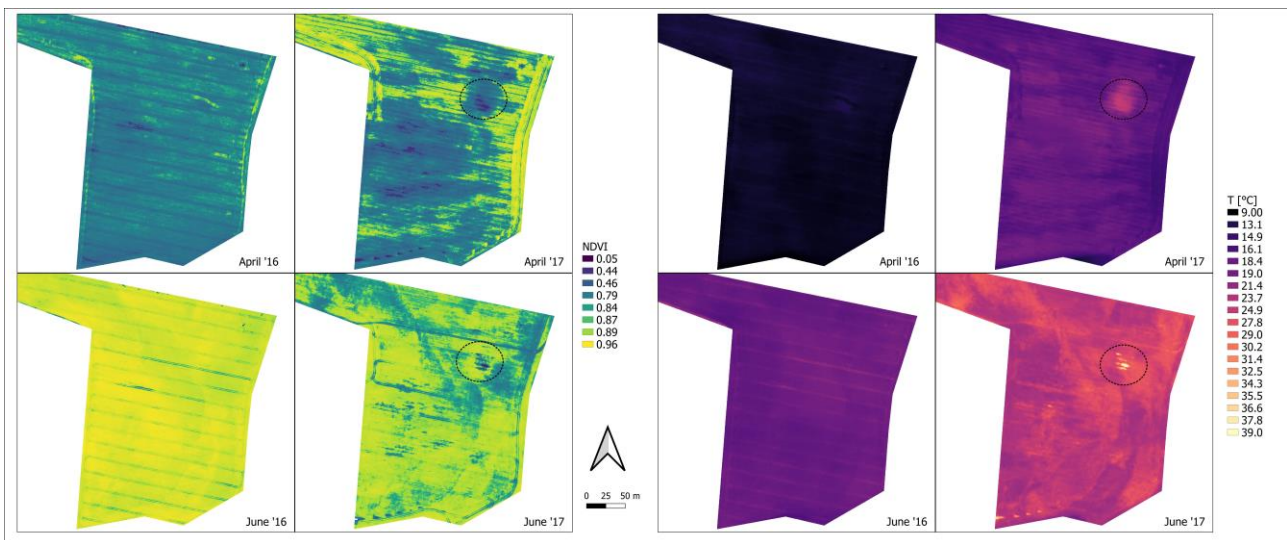 April '16
April '17
June '16
June '17
NDVI
0.05
0.44
0.46
0.79
0.84
0.87
0.89
0.96
0 25 50 m
April '16
April '17
June '16
June '17
T [°C]
9.00
13.1
14.9
16.1
18.4
19.0
21.4
23.7
24.9
27.8
29.0
30.2
31.4
32.5
34.3
35.5
36.6
37.8
39.0